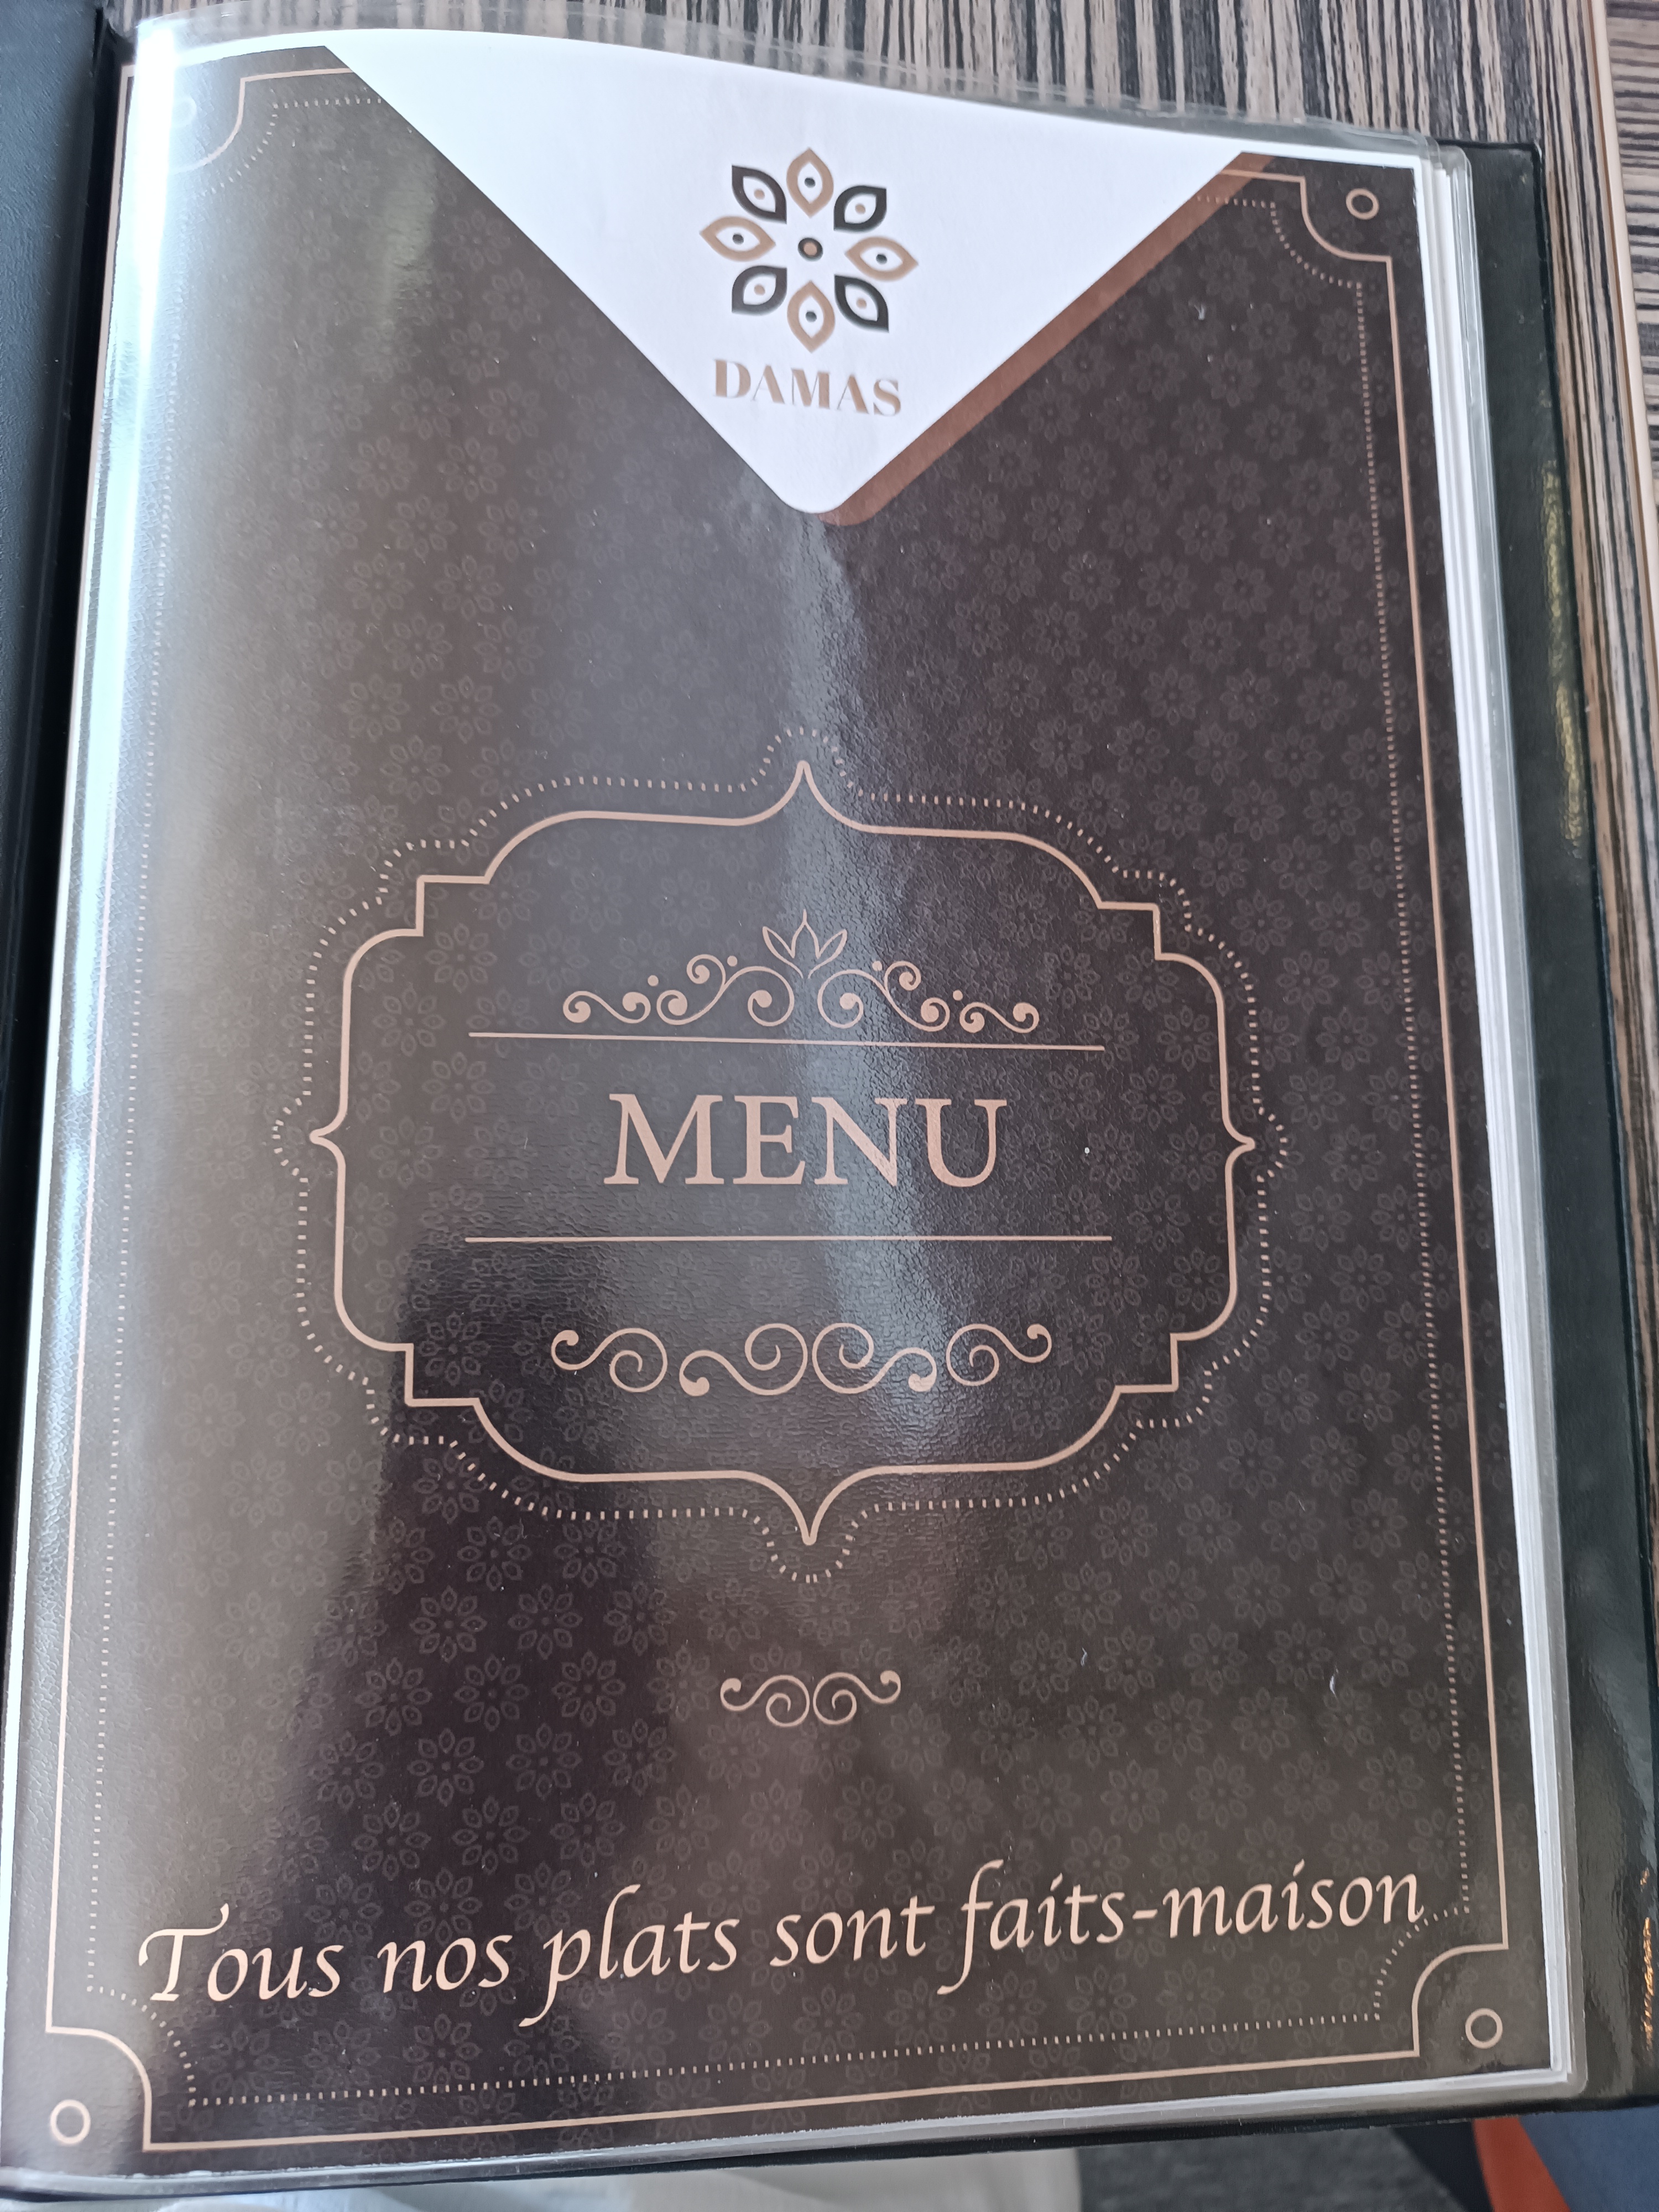 DAMAS
MENU
Tous nos plats sont faits-maison